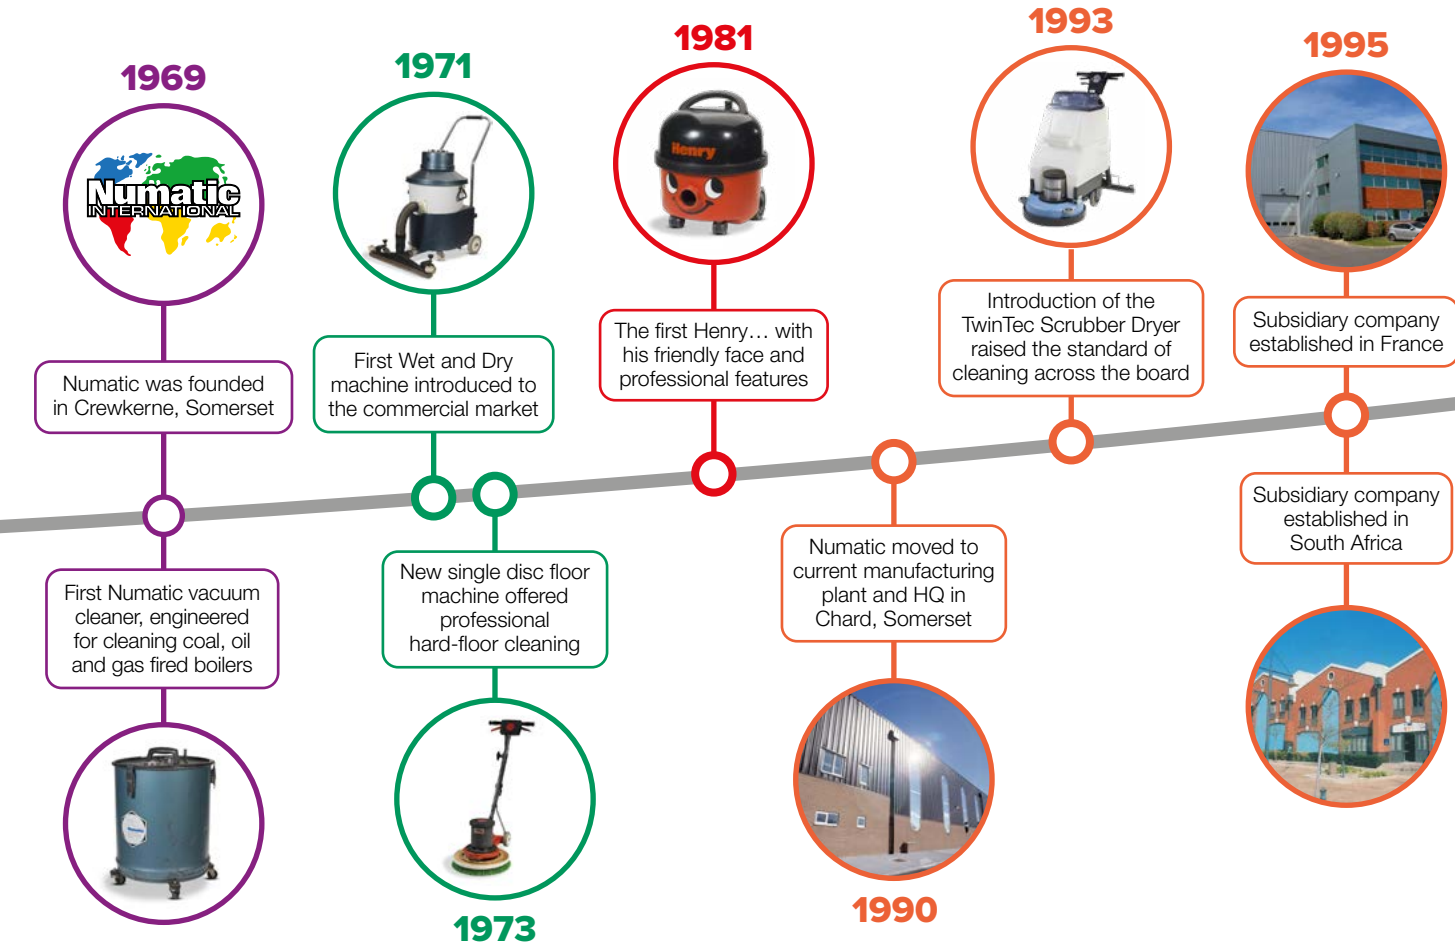 1969
Numatic
INTERNATIONAL
Numatic was founded
in Crewkerne, Somerset
First Numatic vacuum
cleaner, engineered
for cleaning coal, oil
and gas fired boilers
1971
First Wet and Dry
machine introduced to
the commercial market
New single disc floor
machine offered
professional
hard-floor cleaning
1973
1981
Henry
The first Henry... with
his friendly face and
professional features
Numatic moved to
current manufacturing
plant and HQ in
Chard, Somerset
1990
1993
Introduction of the
TwinTec Scrubber Dryer
raised the standard of
cleaning across the board
1995
Subsidiary company
established in France
Subsidiary company
established in
South Africa